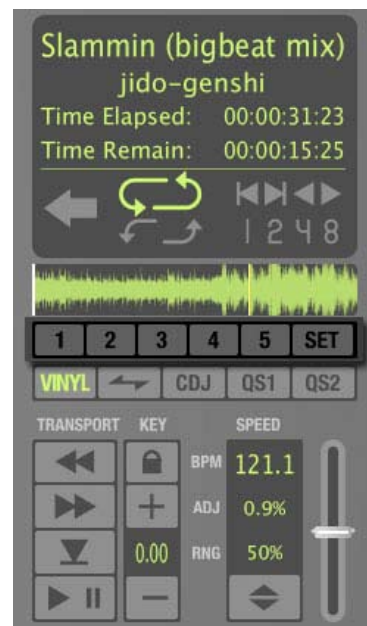 Slammin (bigbeat mix)
jido-genshi
Time Elapsed: 00:00:31:23
Time Remain: 00:00:15:25
1 2 4 8
1 2 3 4 5 SET
VINYL CDJ QS1 QS2
TRANSPORT KEY SPEED
BPM 121.1
ADJ 0.9%
0.00 RNG 50%